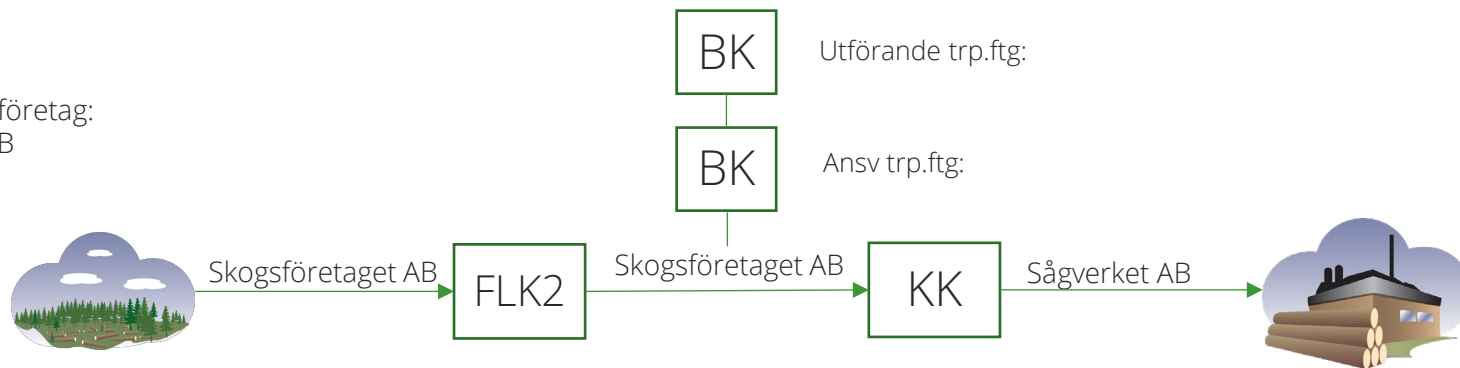 BK
Utförande trp.ftg:
företag:
B
BK
Ansv trp.ftg:
Skogsföretaget AB
FLK2
Skogsföretaget AB
KK
Sågverket AB